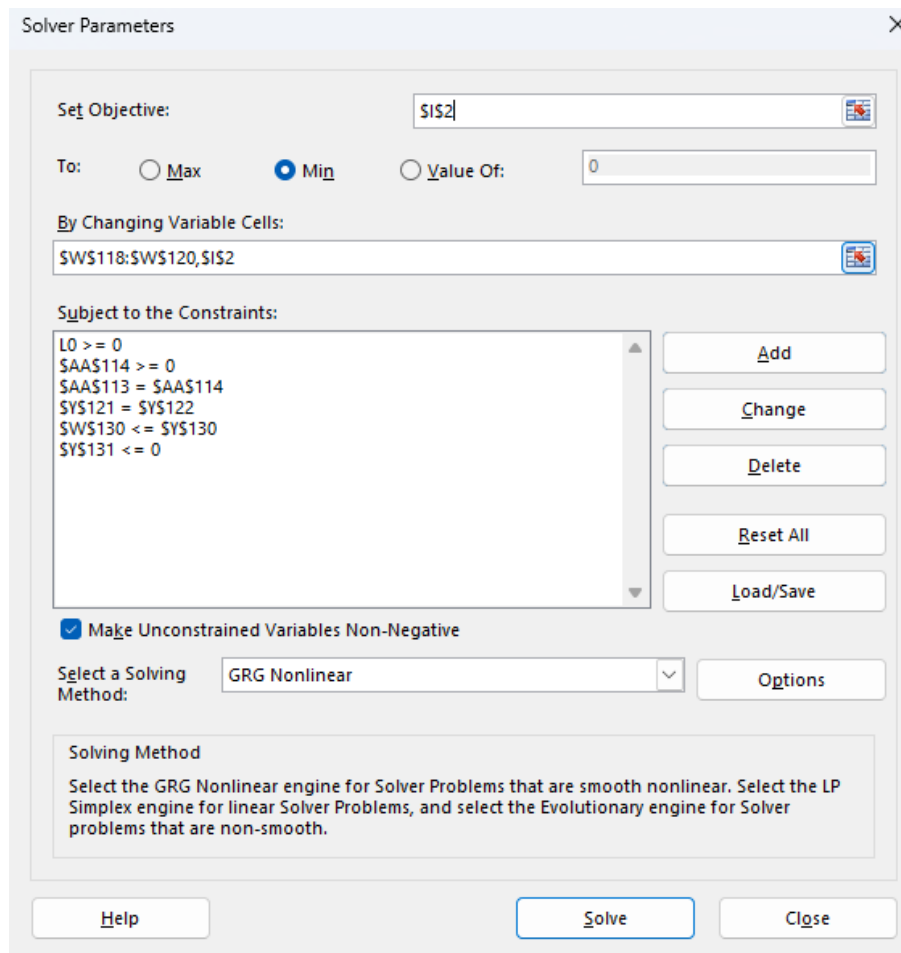 Solver Parameters
Set Objective: $I$2
To: Max Min Value Of: 0
By Changing Variable Cells:
$W$118:$W$120,$I$2
Subject to the Constraints:
L0 >= 0
$AA$114 >= 0
$AA$113 = $AA$114
$Y$121 = $Y$122
$W$130 <= $Y$130
$Y$131 <= 0
Add
Change
Delete
Reset All
Load/Save
Make Unconstrained Variables Non-Negative
Select a Solving
Method:
GRG Nonlinear
Options
Solving Method
Select the GRG Nonlinear engine for Solver Problems that are smooth nonlinear. Select the LP
Simplex engine for linear Solver Problems, and select the Evolutionary engine for Solver
problems that are non-smooth.
Help
Solve
Close